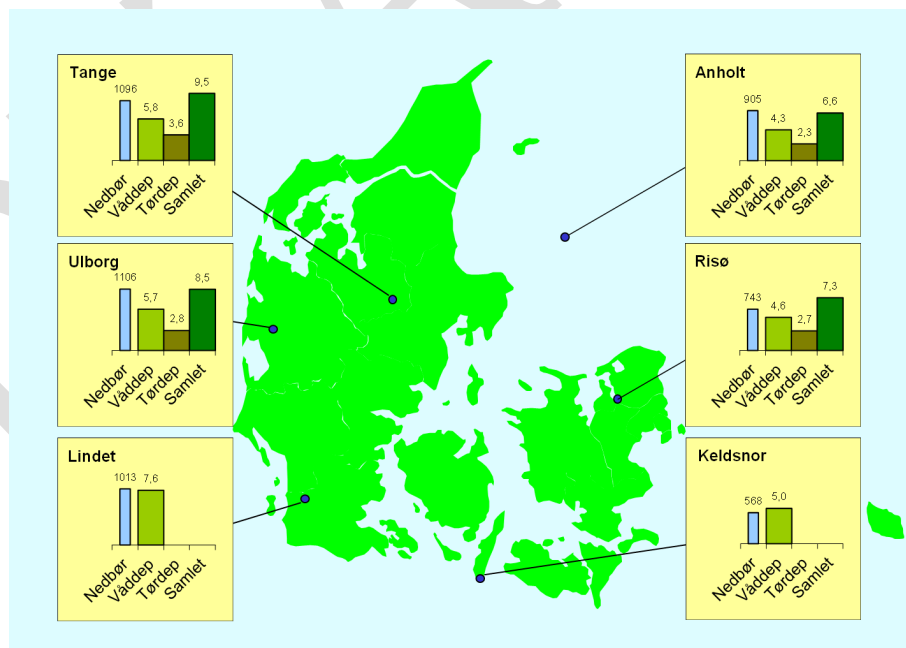 Tange
1096 5,8 3,6 9,5
Nedbør Våddep Tørdep Samlet
Ulborg
1106 5,7 2,8 8,5
Nedbør Våddep Tørdep Samlet
Lindet
1013 7,6
Nedbør Våddep Tørdep Samlet
Anholt
905 4,3 2,3 6,6
Nedbør Våddep Tørdep Samlet
Risø
743 4,6 2,7 7,3
Nedbør Våddep Tørdep Samlet
Keldsnor
568 5,0
Nedbør Våddep Tørdep Samlet